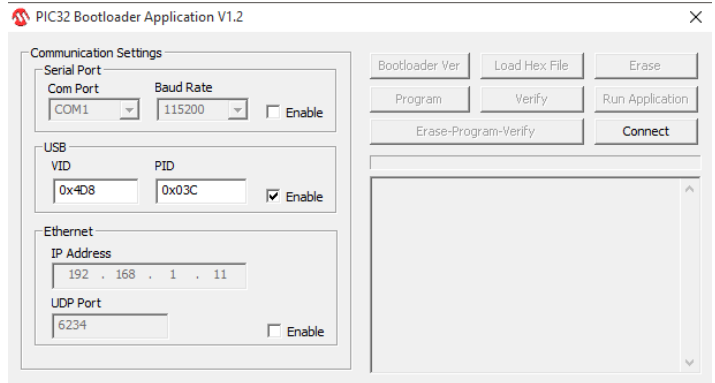 PIC32 Bootloader Application V1.2
Communication Settings
Serial Port
Com Port Baud Rate
COM1 115200 Enable
USB
VID PID
0x4D8 0x03C Enable
Ethernet
IP Address
192 . 168 . 1 . 11
UDP Port
6234 Enable
Bootloader Ver Load Hex File Erase
Program Verify Run Application
Erase-Program-Verify Connect